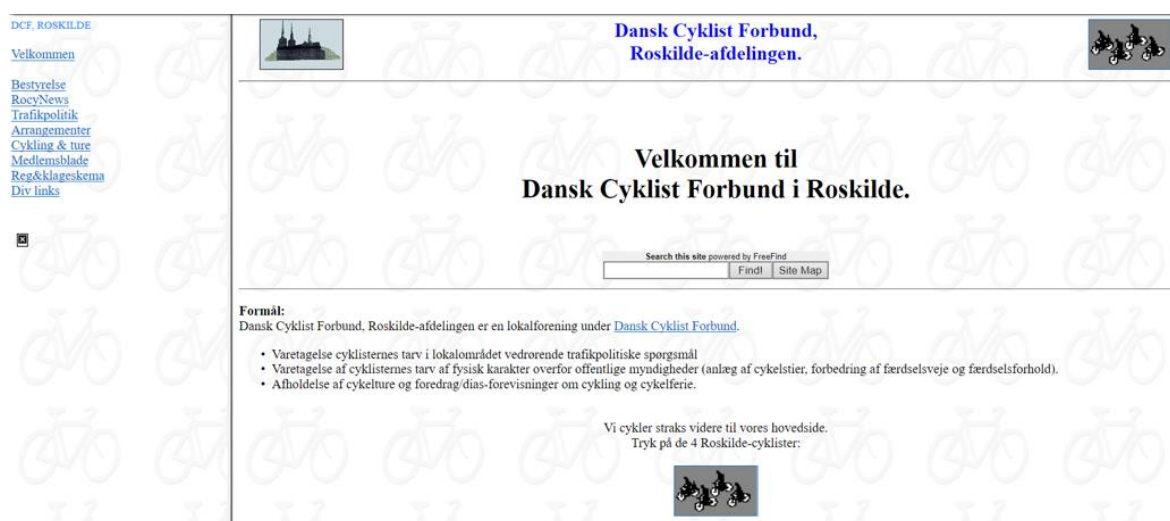 DCF, ROSKILDE
Velkommen
Bestyrelse
RocyNews
Trafikpolitik
Arrangementer
Cykling & ture
Medlemsblade
Reg&klageskema
Div links
Dansk Cyklist Forbund,
Roskilde-afdelingen.
Velkommen til
Dansk Cyklist Forbund i Roskilde.
Search this site powered by FreeFind
Find! Site Map
Formål:
Dansk Cyklist Forbund, Roskilde-afdelingen er en lokalforening under Dansk Cyklist Forbund.
• Varetagelse cyklisternes tarv i lokalområdet vedrørende trafikpolitiske spørgsmål
• Varetagelse af cyklisternes tarv af fysisk karakter overfor offentlige myndigheder (anlæg af cykelstier, forbedring af færdselsveje og færdselsforhold).
• Afholdelse af cykelture og foredrag/dias-forevisninger om cykling og cykelferie.
Vi cykler straks videre til vores hovedside.
Tryk på de 4 Roskilde-cyklister: